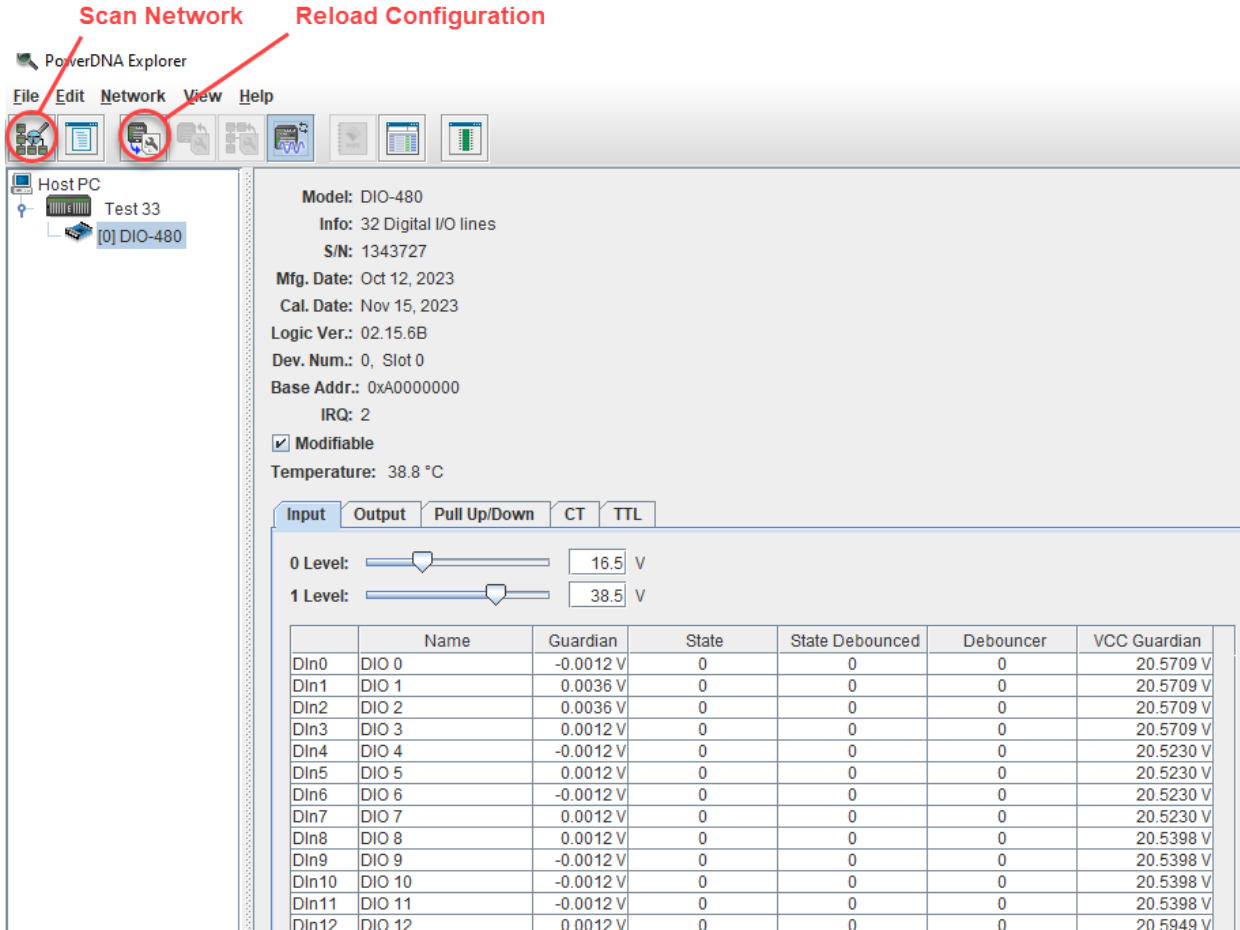 Scan Network Reload Configuration
PowerDNA Explorer
File Edit Network View Help
Host PC
Test 33
[0] DIO-480
Model: DIO-480
Info: 32 Digital I/O lines
S/N: 1343727
Mfg. Date: Oct 12, 2023
Cal. Date: Nov 15, 2023
Logic Ver.: 02.15.6B
Dev. Num.: 0, Slot 0
Base Addr.: 0xA0000000
IRQ: 2
Modifiable
Temperature: 38.8 °C
Input Output Pull Up/Down CT TTL
0 Level: 16.5 V
1 Level: 38.5 V
Name Guardian State State Debounced Debouncer VCC Guardian
DIn0 DIO 0 -0.0012 V 0 0 0 20.5709 V
DIn1 DIO 1 0.0036 V 0 0 0 20.5709 V
DIn2 DIO 2 0.0036 V 0 0 0 20.5709 V
DIn3 DIO 3 0.0012 V 0 0 0 20.5709 V
DIn4 DIO 4 -0.0012 V 0 0 0 20.5230 V
DIn5 DIO 5 0.0012 V 0 0 0 20.5230 V
DIn6 DIO 6 -0.0012 V 0 0 0 20.5230 V
DIn7 DIO 7 0.0012 V 0 0 0 20.5230 V
DIn8 DIO 8 0.0012 V 0 0 0 20.5398 V
DIn9 DIO 9 -0.0012 V 0 0 0 20.5398 V
DIn10 DIO 10 -0.0012 V 0 0 0 20.5398 V
DIn11 DIO 11 -0.0012 V 0 0 0 20.5398 V
DIn12 DIO 12 0.0012 V 0 0 0 20.5949 V